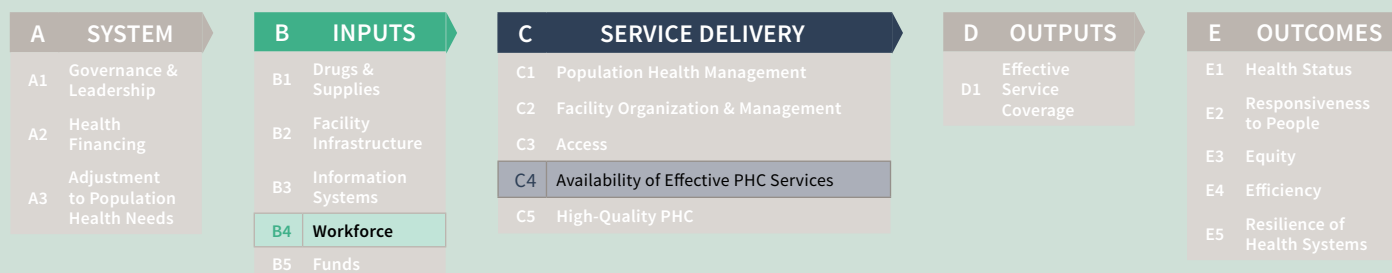 A SYSTEM
A1 Governance &
Leadership
A2 Health
Financing
A3 Adjustment
to Population
Health Needs
B INPUTS
B1 Drugs &
Supplies
B2 Facility
Infrastructure
B3 Information
Systems
B4 Workforce
B5 Funds
C SERVICE DELIVERY
C1 Population Health Management
C2 Facility Organization & Management
C3 Access
C4 Availability of Effective PHC Services
C5 High-Quality PHC
D OUTPUTS
D1 Effective
Service
Coverage
E OUTCOMES
E1 Health Status
E2 Responsiveness
to People
E3 Equity
E4 Efficiency
E5 Resilience of
Health Systems